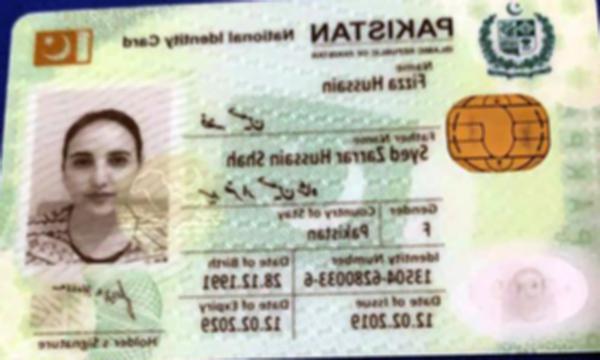 PAKISTAN
National Identity Card
ISLAMIC REPUBLIC OF PAKISTAN
Name
Fizza Hussain
Father Name
Syed Zarrar Hussain Shah
Gender
Country of Stay
F
Pakistan
Identity Number
Date of Birth
13504-6280033-6
28.12.1991
Date of Issue
Date of Expiry
12.02.2019
12.02.2029
Holder's Signature